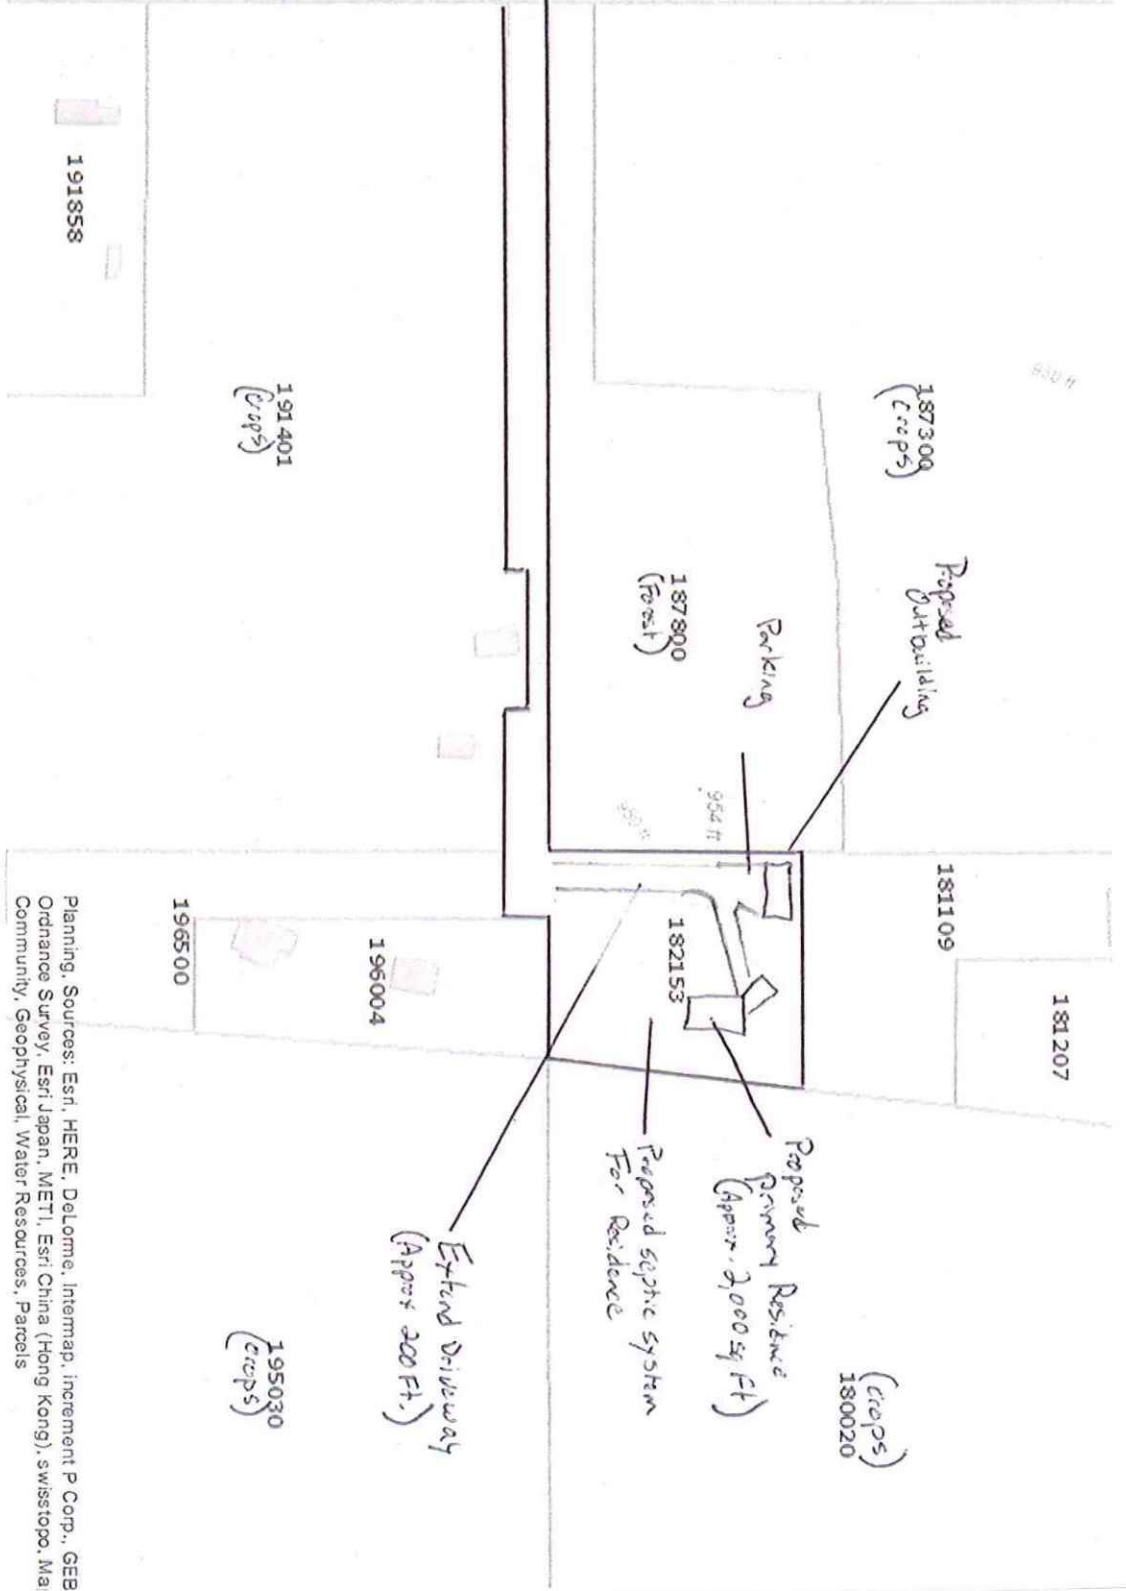 181207
181109
Proposed
Outbuilding
187300
(Crops)
(crops)
180020
Proposed
Primary Residence
(Approx. 2,000 sq ft)
Parking
954 ft
187800
(Forest)
182153
Proposed septic system
For Residence
Extend Driveway
(Approx 200 Ft.)
196004
191401
(Crops)
195030
(crops)
196500
191858
Planning, Sources: Esri, HERE, DeLorme, Intermap, increment P Corp., GEB
Ordnance Survey, Esri Japan, METI, Esri China (Hong Kong), swisstopo, Ma
Community, Geophysical, Water Resources, Parcels